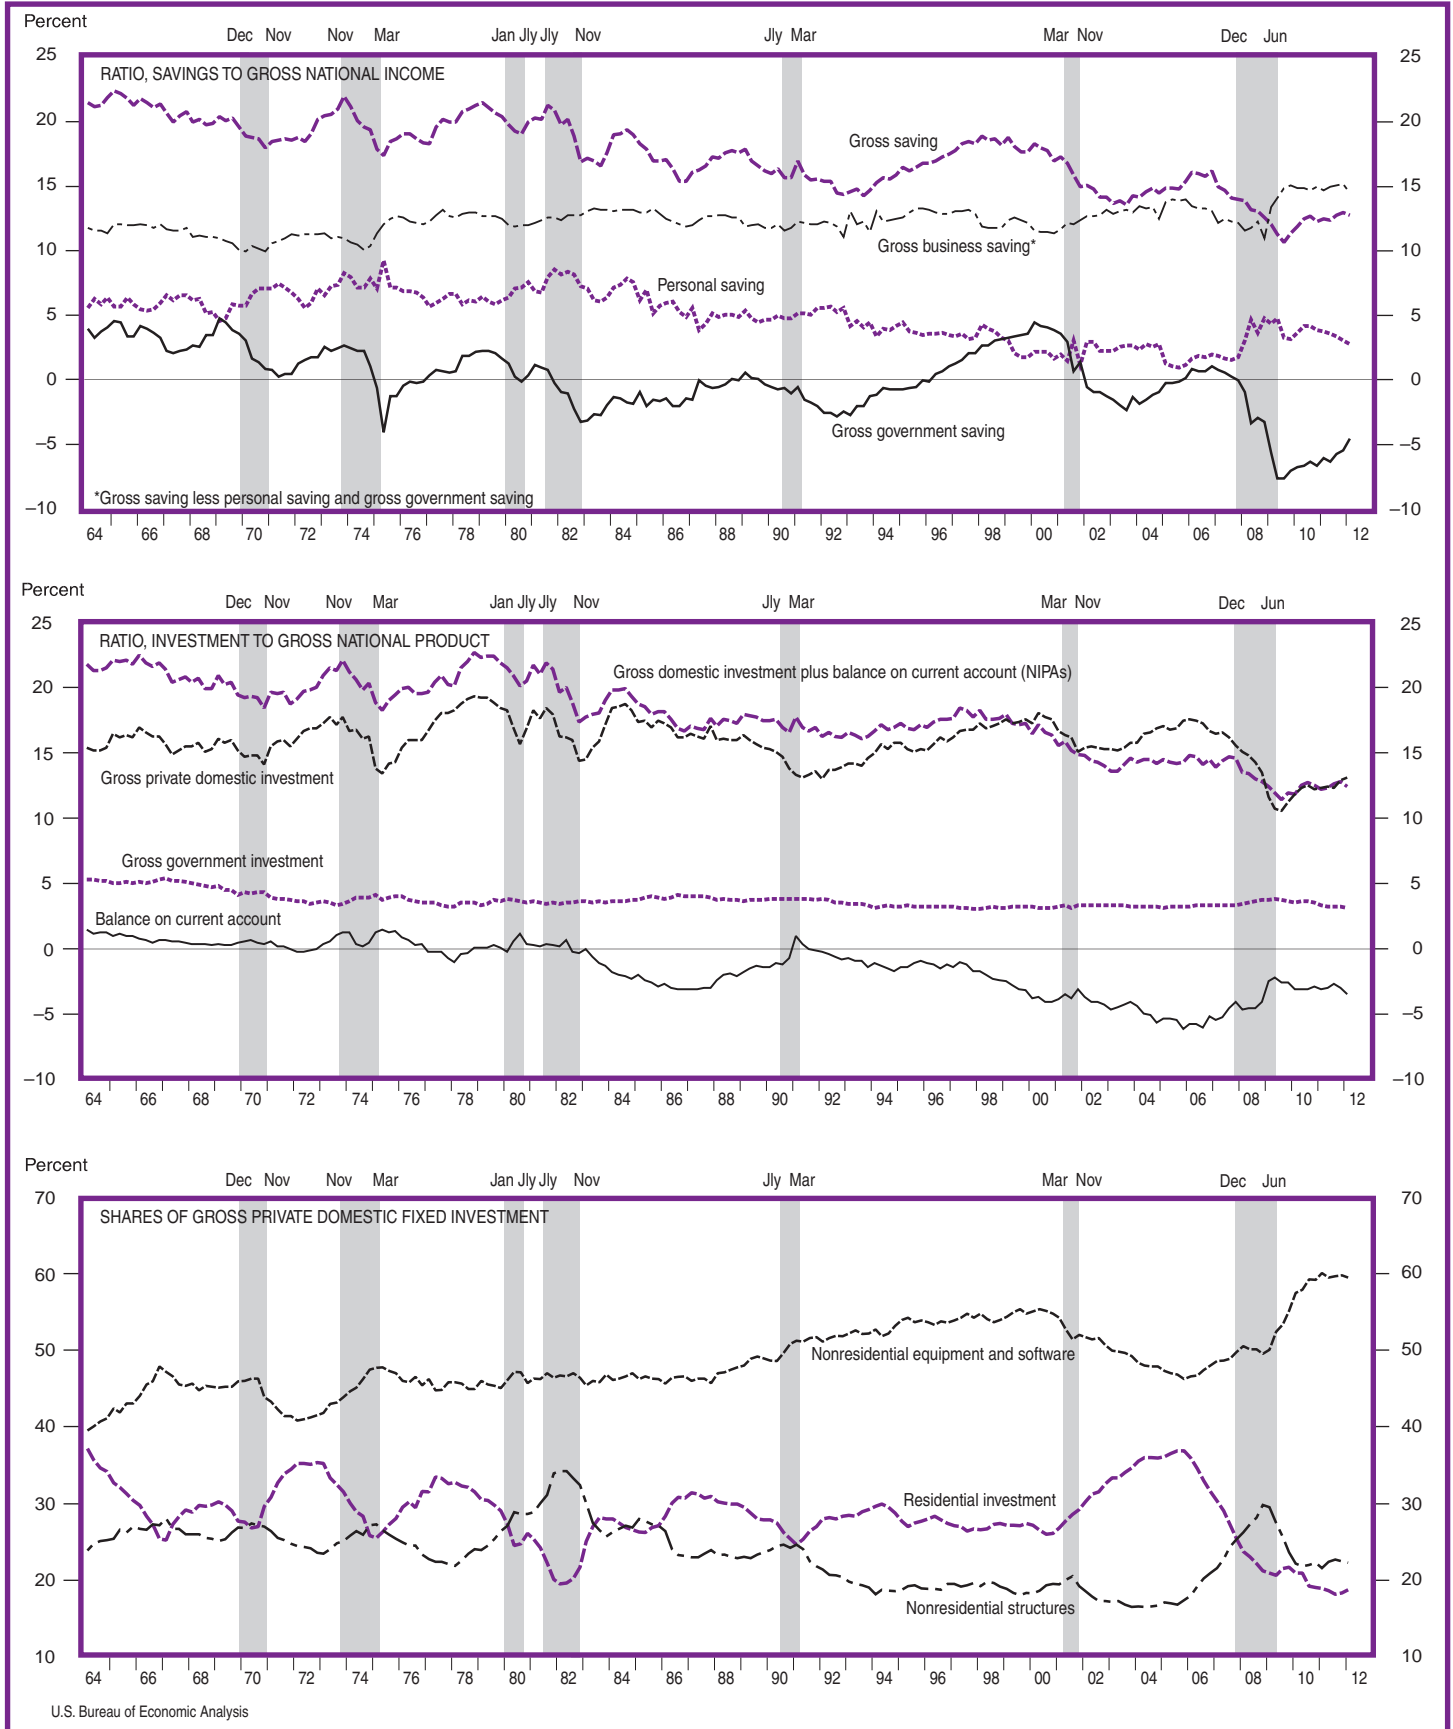 Percent
Dec Nov Nov Mar Jan Jly Jly Nov Jly Mar Mar Nov Dec Jun
25 25
RATIO, SAVINGS TO GROSS NATIONAL INCOME
20 20
Gross saving
15 15
Gross business saving*
10 10
Personal saving
5 5
0 0
Gross government saving
–5 –5
*Gross saving less personal saving and gross government saving
–10 –10
64 66 68 70 72 74 76 78 80 82 84 86 88 90 92 94 96 98 00 02 04 06 08 10 12
Percent
Dec Nov Nov Mar Jan Jly Jly Nov Jly Mar Mar Nov Dec Jun
25 25
RATIO, INVESTMENT TO GROSS NATIONAL PRODUCT
Gross domestic investment plus balance on current account (NIPAs)
20 20
15 15
Gross private domestic investment
10 10
Gross government investment
5 5
Balance on current account
0 0
–5 –5
–10 –10
64 66 68 70 72 74 76 78 80 82 84 86 88 90 92 94 96 98 00 02 04 06 08 10 12
Percent
Dec Nov Nov Mar Jan Jly Jly Nov Jly Mar Mar Nov Dec Jun
70 70
SHARES OF GROSS PRIVATE DOMESTIC FIXED INVESTMENT
60 60
50 50
Nonresidential equipment and software
40 40
30 30
Residential investment
20 20
Nonresidential structures
10 10
64 66 68 70 72 74 76 78 80 82 84 86 88 90 92 94 96 98 00 02 04 06 08 10 12
U.S. Bureau of Economic Analysis